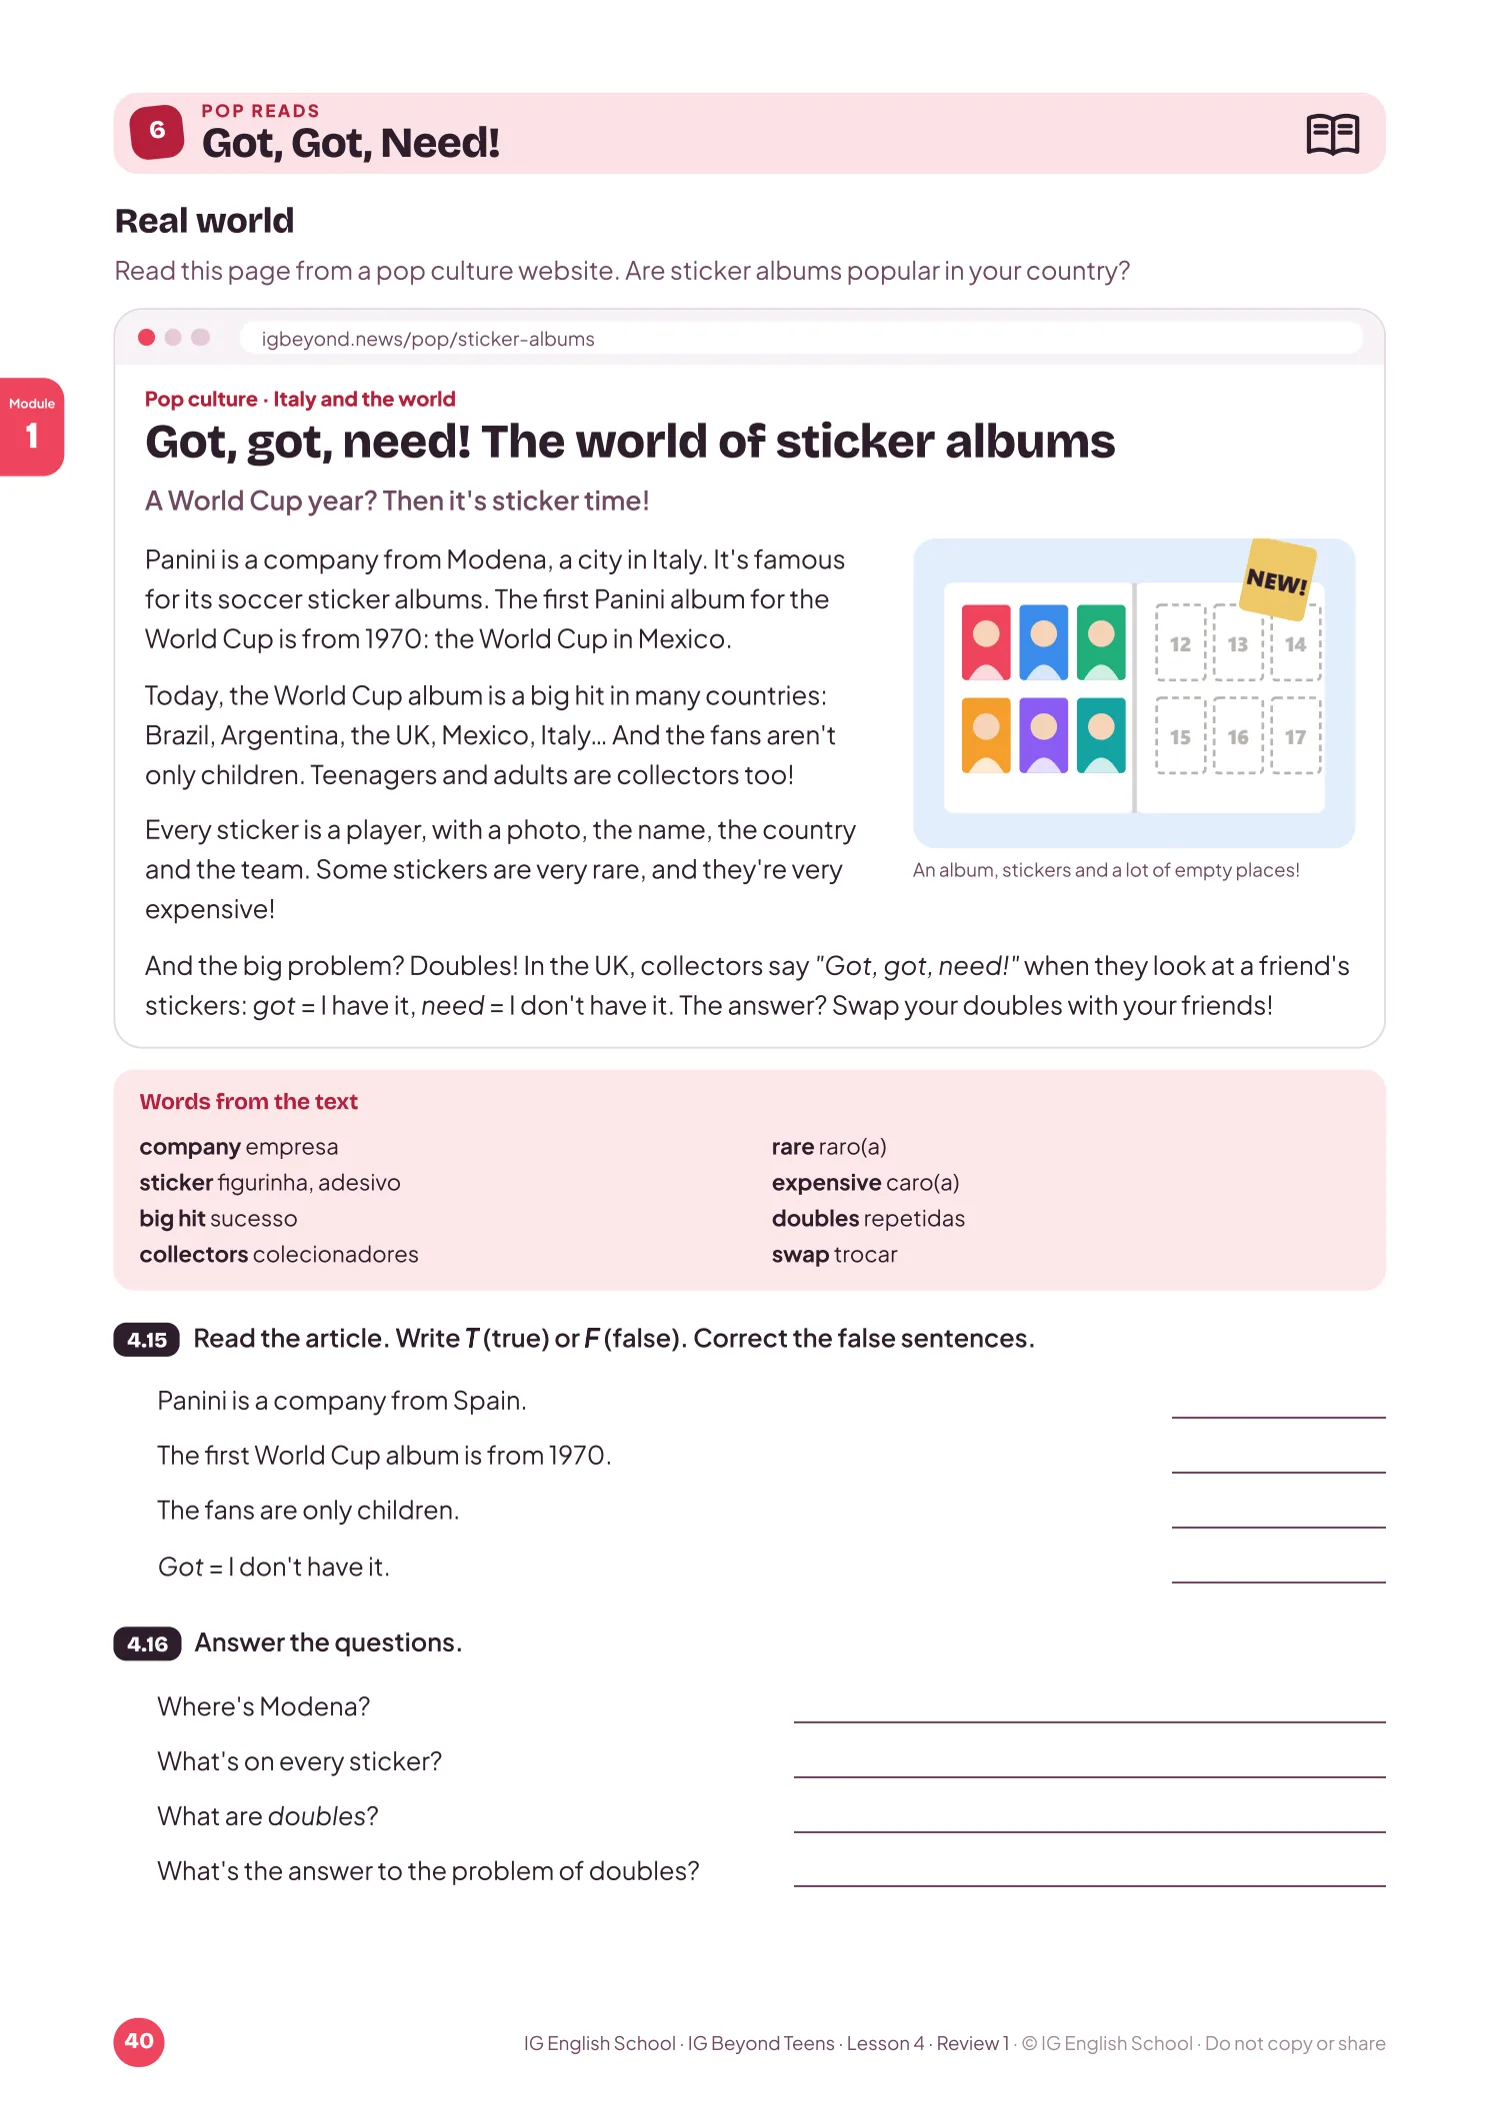 6
POP READS
Got, Got, Need!
Real world
Read this page from a pop culture website. Are sticker albums popular in your country?
igbeyond.news/pop/sticker-albums
Module
1
Pop culture · Italy and the world
Got, got, need! The world of sticker albums
A World Cup year? Then it's sticker time!
Panini is a company from Modena, a city in Italy. It's famous
for its soccer sticker albums. The first Panini album for the
World Cup is from 1970: the World Cup in Mexico.
Today, the World Cup album is a big hit in many countries:
Brazil, Argentina, the UK, Mexico, Italy... And the fans aren't
only children. Teenagers and adults are collectors too!
Every sticker is a player, with a photo, the name, the country
and the team. Some stickers are very rare, and they're very
expensive!
NEW!
12 13 14
15 16 17
An album, stickers and a lot of empty places!
And the big problem? Doubles! In the UK, collectors say "Got, got, need!" when they look at a friend's
stickers: got = I have it, need = I don't have it. The answer? Swap your doubles with your friends!
Words from the text
company empresa
sticker figurinha, adesivo
big hit sucesso
collectors colecionadores
rare raro(a)
expensive caro(a)
doubles repetidas
swap trocar
4.15 Read the article. Write T (true) or F (false). Correct the false sentences.
Panini is a company from Spain.
The first World Cup album is from 1970.
The fans are only children.
Got = I don't have it.
4.16 Answer the questions.
Where's Modena?
What's on every sticker?
What are doubles?
What's the answer to the problem of doubles?
40
IG English School · IG Beyond Teens · Lesson 4 · Review 1 · © IG English School · Do not copy or share